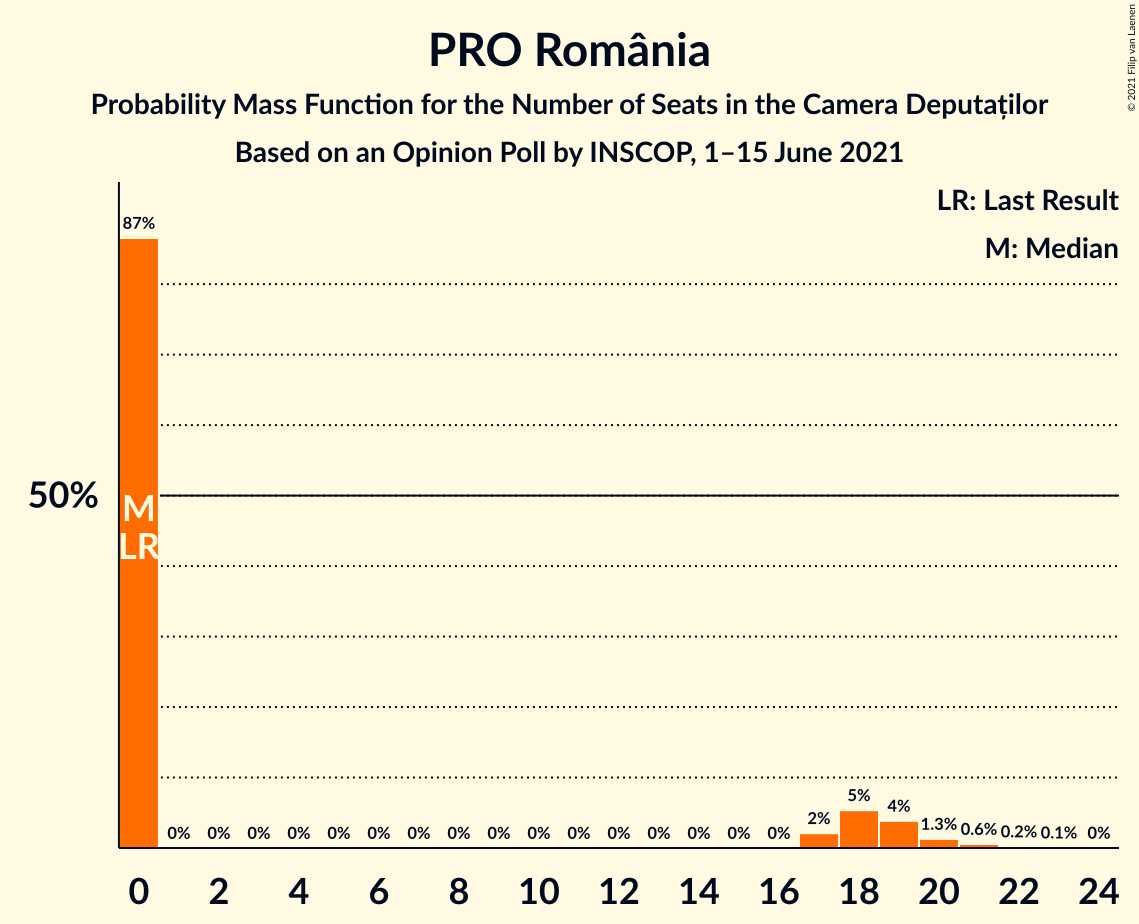 PRO România
Probability Mass Function for the Number of Seats in the Camera Deputaților
Based on an Opinion Poll by INSCOP, 1–15 June 2021
© 2021 Filip van Laenen
LR: Last Result
M: Median
87%
50%
M
LR
0% 0% 0% 0% 0% 0% 0% 0% 0% 0% 0% 0% 0% 0% 0% 0% 2% 5% 4% 1.3% 0.6% 0.2% 0.1% 0%
0 2 4 6 8 10 12 14 16 18 20 22 24